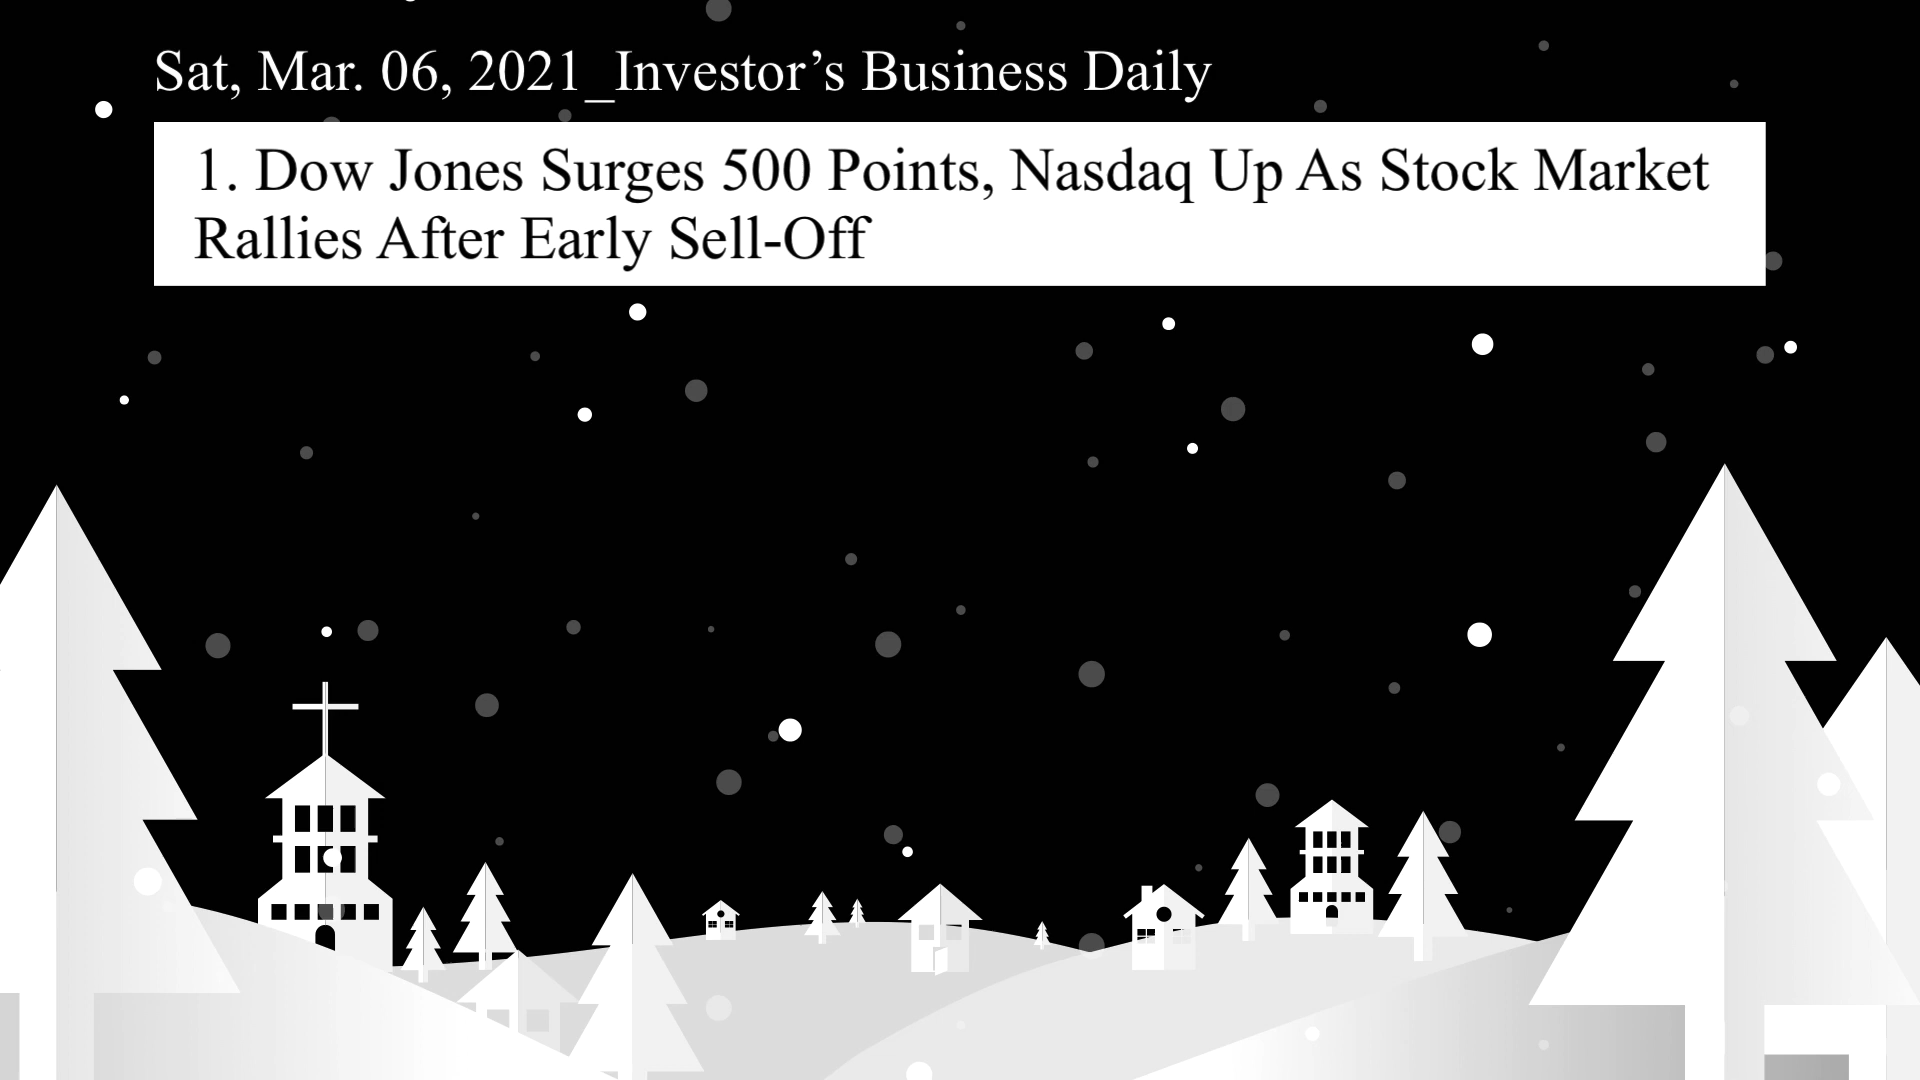 Sat, Mar. 06, 2021_Investor’s Business Daily
1. Dow Jones Surges 500 Points, Nasdaq Up As Stock Market
Rallies After Early Sell-Off